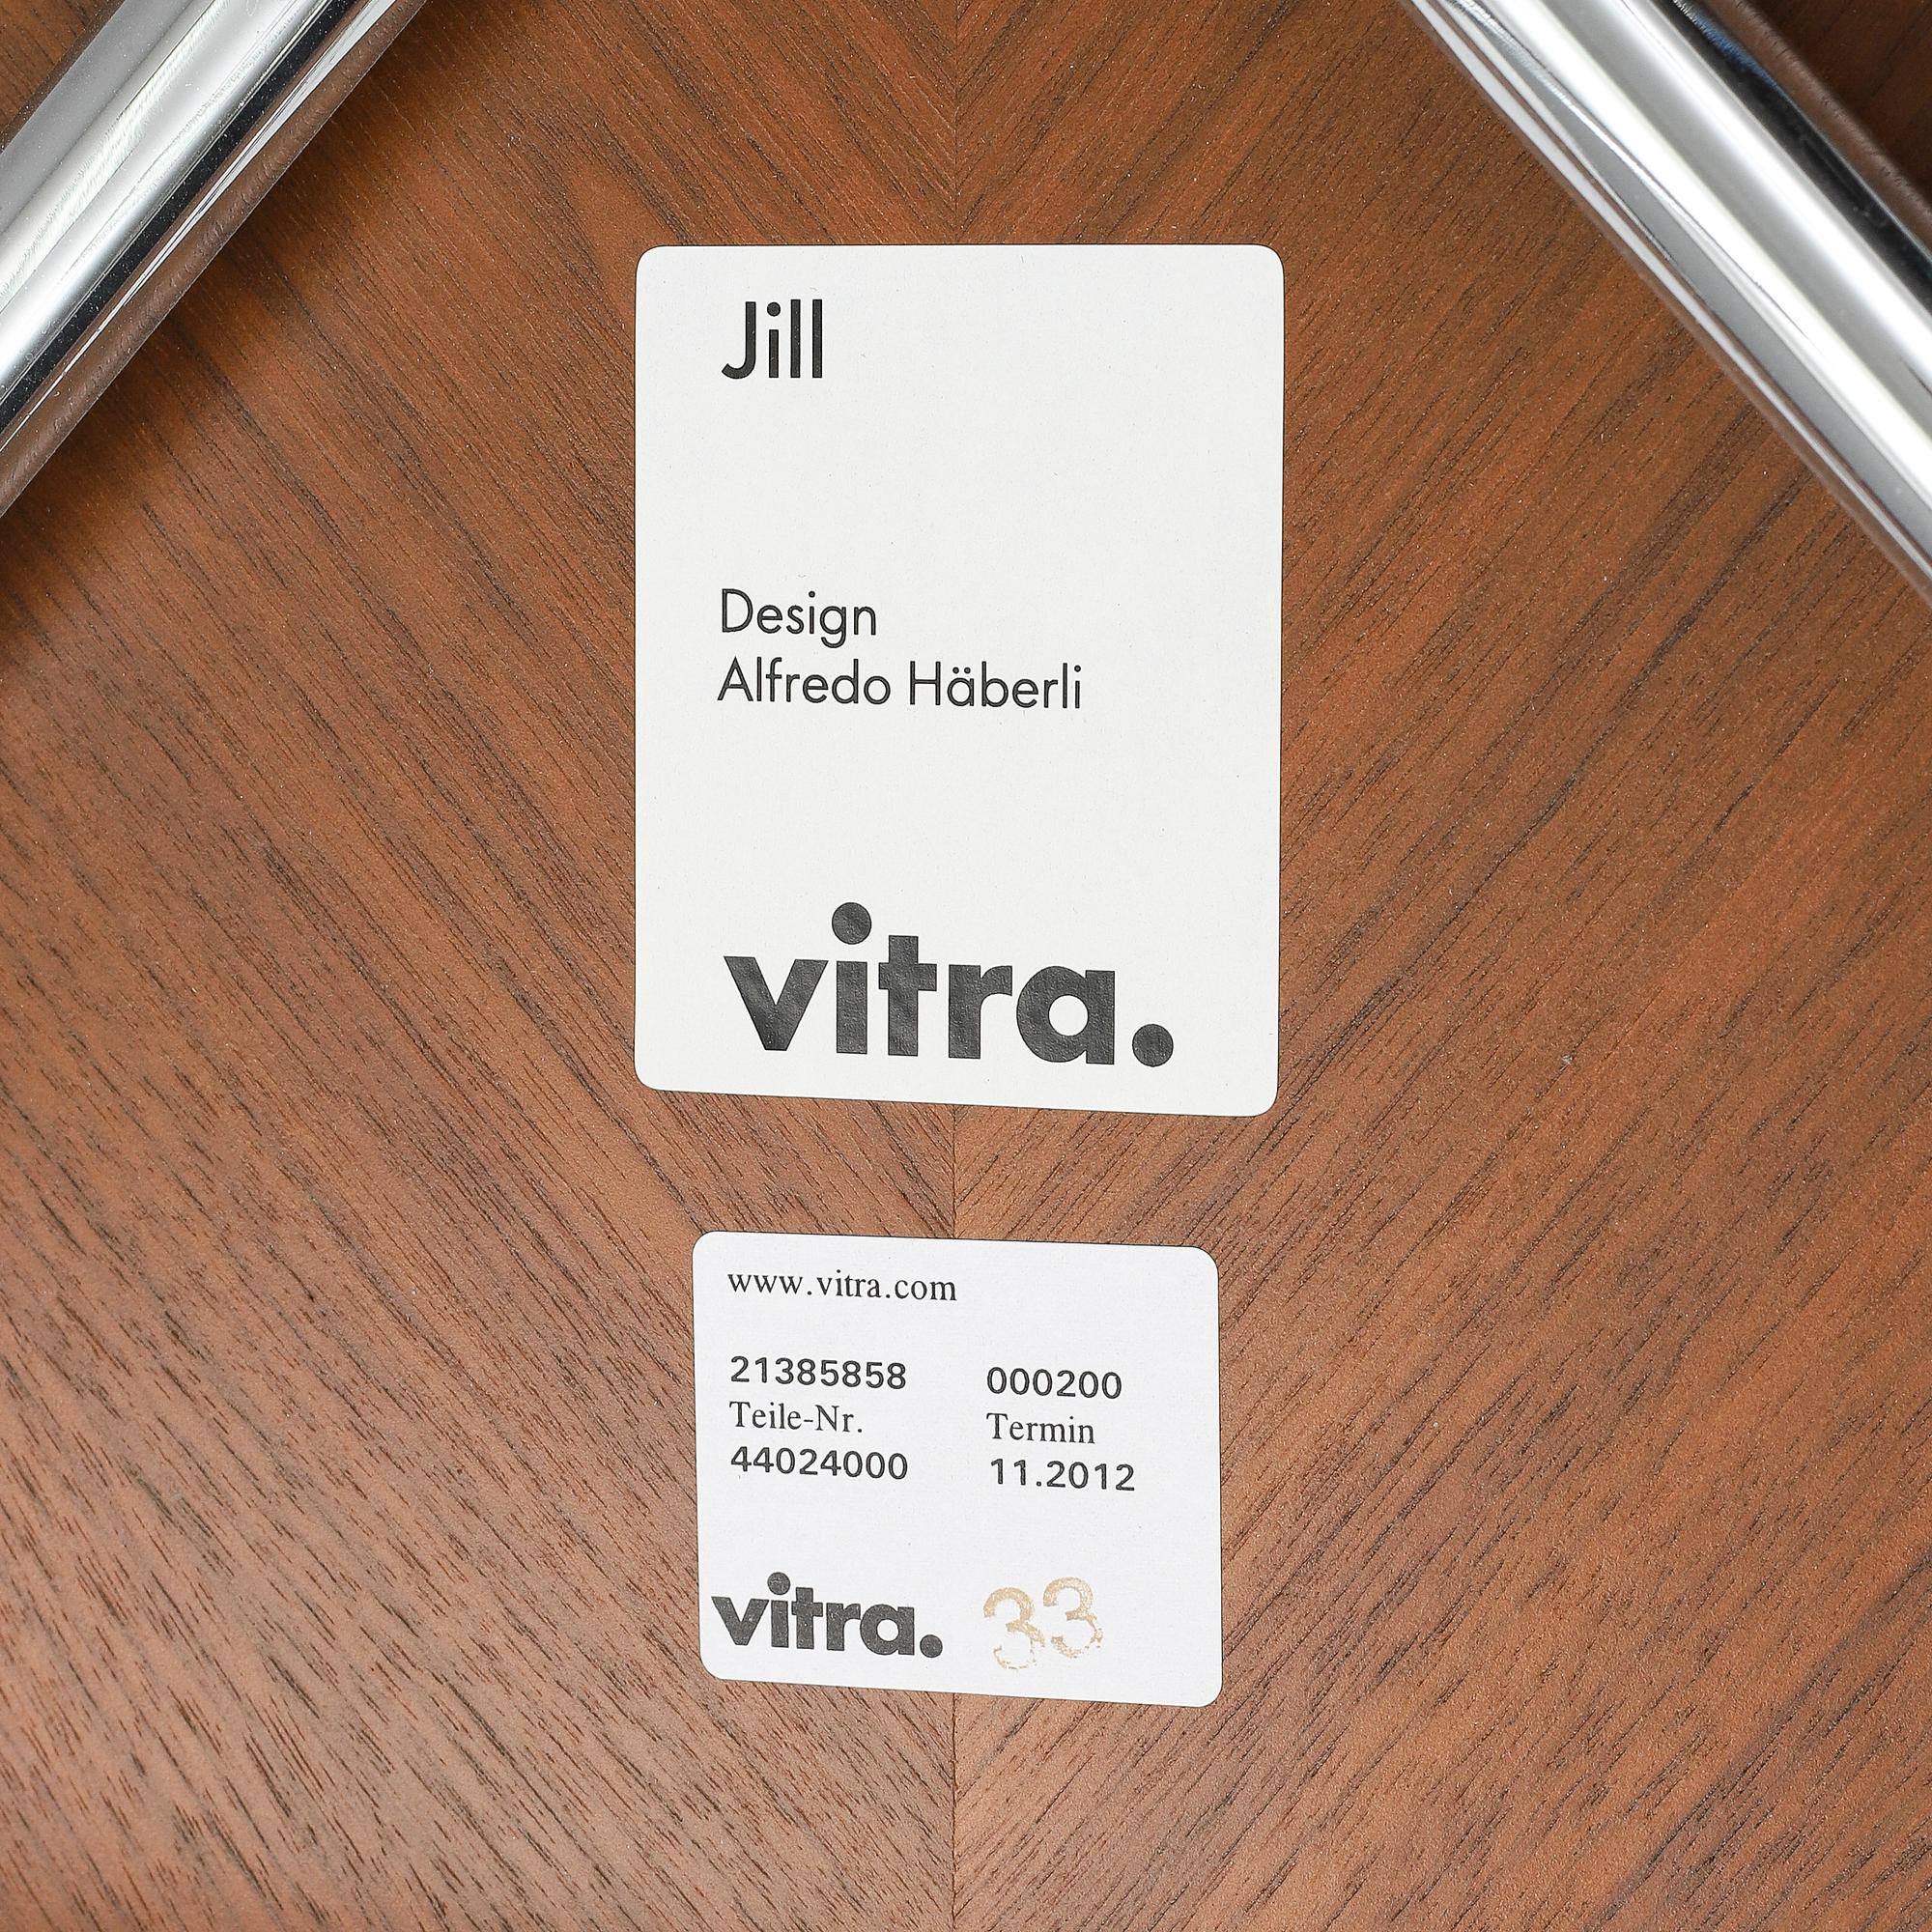 Jill
Design
Alfredo Häberli
vitra.
www.vitra.com
21385858 000200
Teile-Nr. Termin
44024000 11.2012
vitra. 33